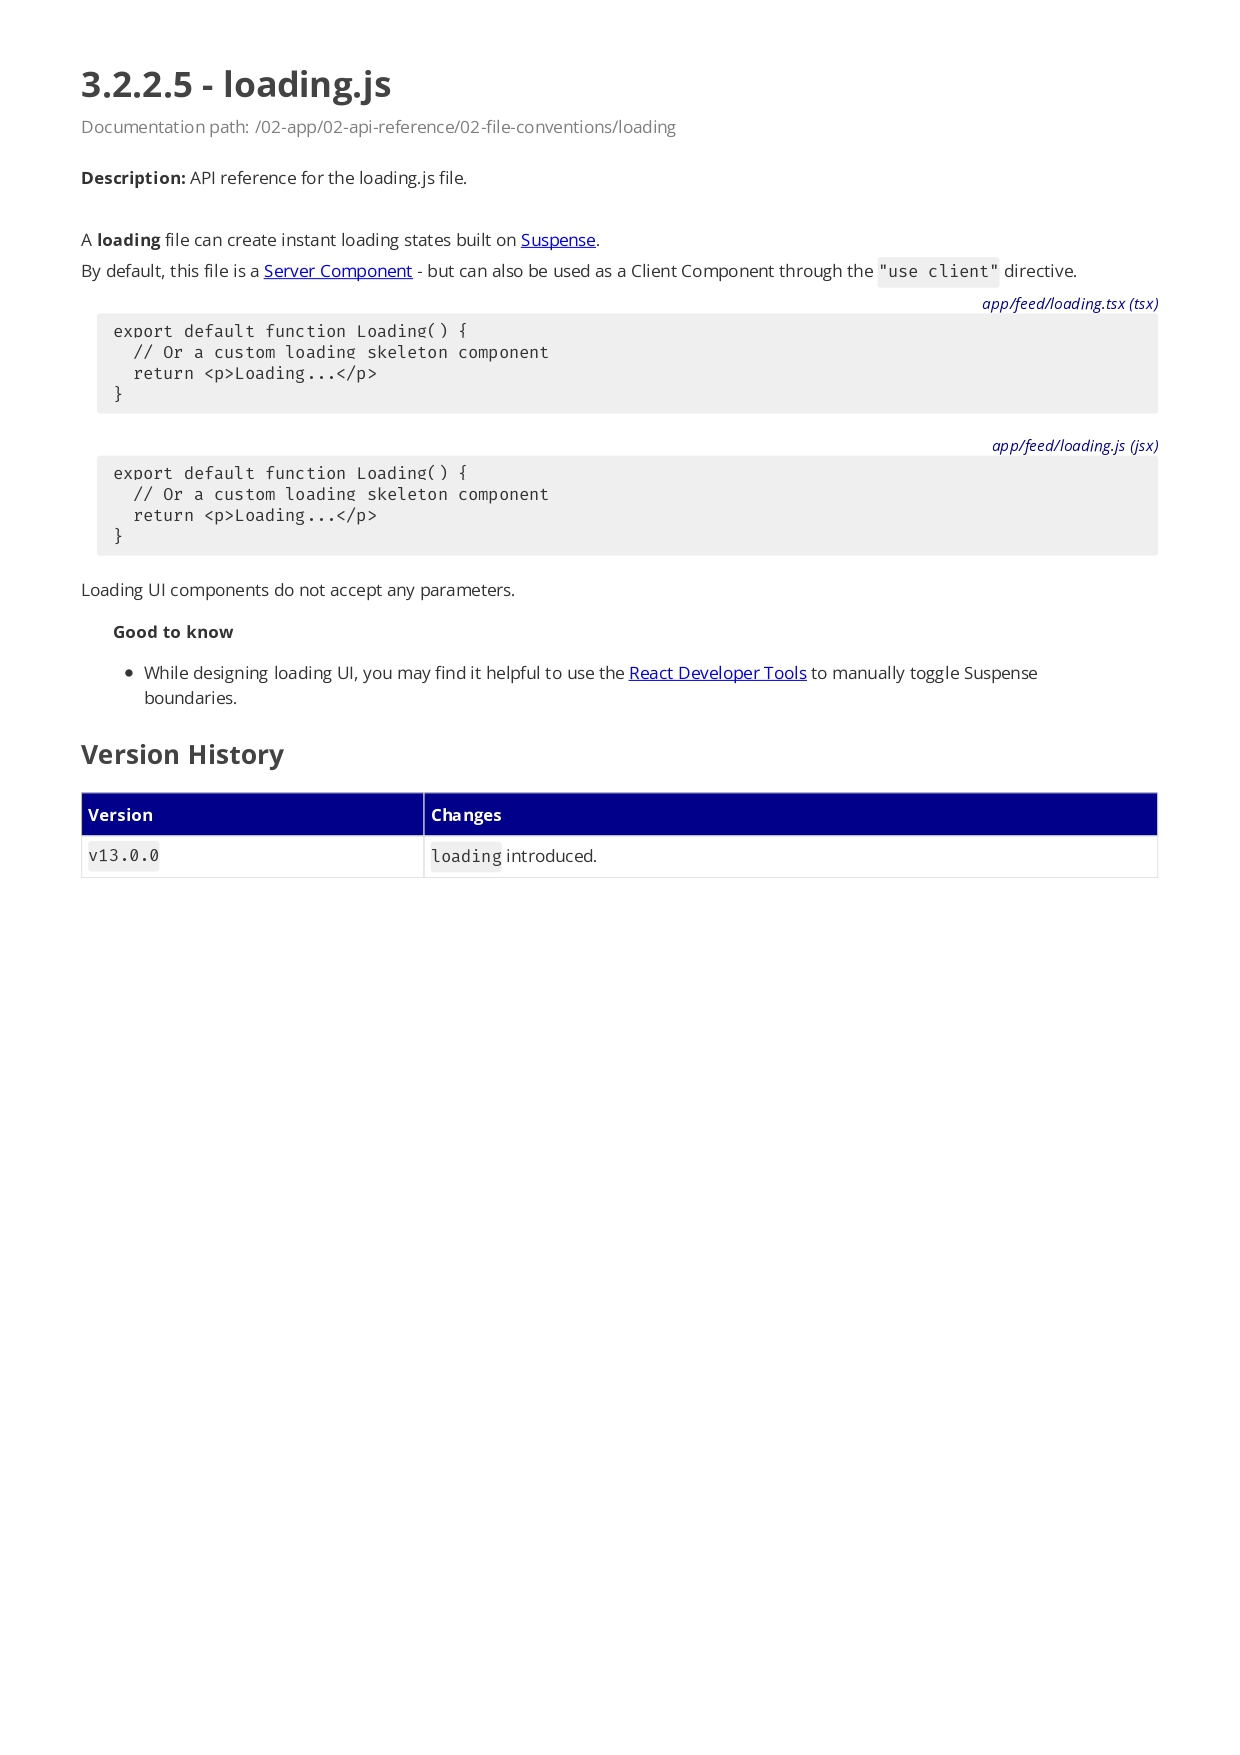 3.2.2.5 - loading.js
Documentation path: /02-app/02-api-reference/02-file-conventions/loading
Description: API reference for the loading.js file.
A loading file can create instant loading states built on Suspense.
By default, this file is a Server Component - but can also be used as a Client Component through the "use client" directive.
app/feed/loading.tsx (tsx)
export default function Loading() {
  // Or a custom loading skeleton component
  return <p>Loading...</p>
}
app/feed/loading.js (jsx)
export default function Loading() {
  // Or a custom loading skeleton component
  return <p>Loading...</p>
}
Loading UI components do not accept any parameters.
Good to know
• While designing loading UI, you may find it helpful to use the React Developer Tools to manually toggle Suspense
boundaries.
Version History
Version Changes
v13.0.0 loading introduced.